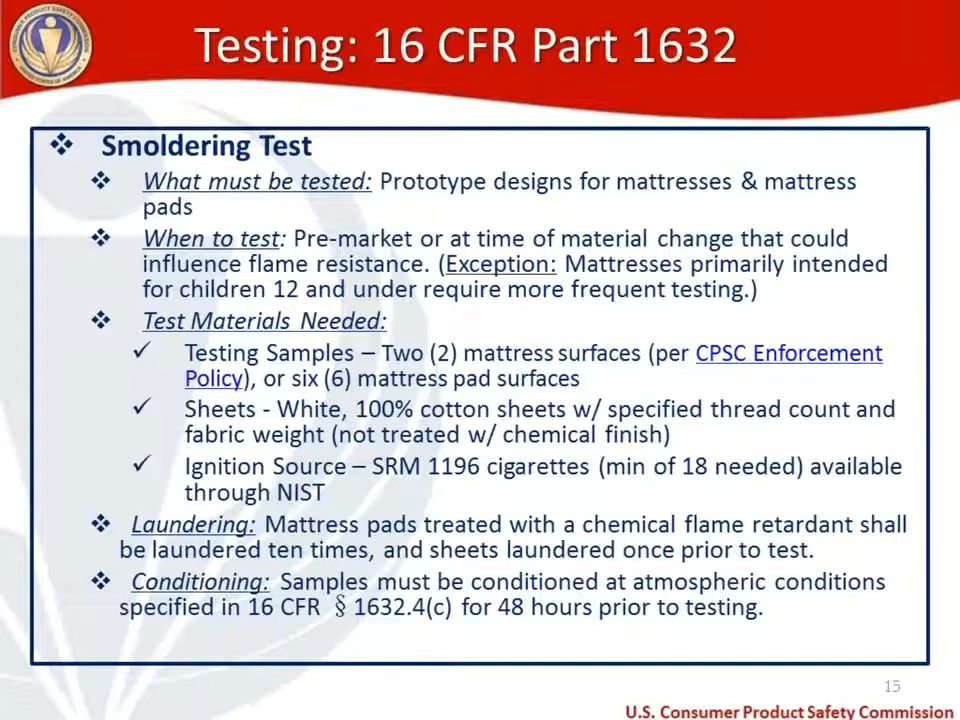 Testing: 16 CFR Part 1632
❖ Smoldering Test
❖ What must be tested: Prototype designs for mattresses & mattress
pads
❖ When to test: Pre-market or at time of material change that could
influence flame resistance. (Exception: Mattresses primarily intended
for children 12 and under require more frequent testing.)
❖ Test Materials Needed:
✓ Testing Samples – Two (2) mattress surfaces (per CPSC Enforcement
Policy), or six (6) mattress pad surfaces
✓ Sheets - White, 100% cotton sheets w/ specified thread count and
fabric weight (not treated w/ chemical finish)
✓ Ignition Source – SRM 1196 cigarettes (min of 18 needed) available
through NIST
❖ Laundering: Mattress pads treated with a chemical flame retardant shall
be laundered ten times, and sheets laundered once prior to test.
❖ Conditioning: Samples must be conditioned at atmospheric conditions
specified in 16 CFR §1632.4(c) for 48 hours prior to testing.
15
U.S. Consumer Product Safety Commission